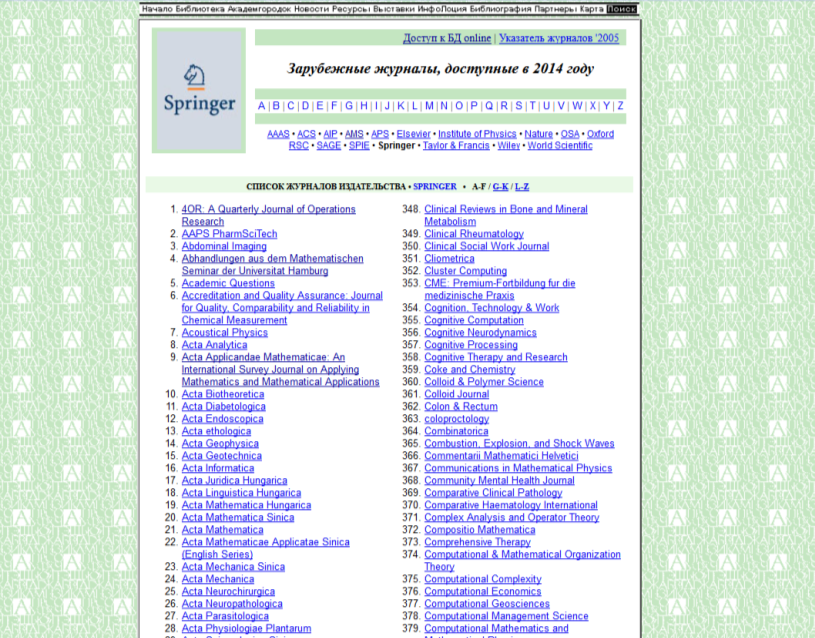 Начало Библиотека Академгородок Новости Ресурсы Выставки ИнфоЛоция Библиография Партнеры Карта Поиск
Доступ к БД online | Указатель журналов '2005
Springer
Зарубежные журналы, доступные в 2014 году
A | B | C | D | E | F | G | H | I | J | K | L | M | N | O | P | Q | R | S | T | U | V | W | X | Y | Z
AAAS • ACS • AIP • AMS • APS • Elsevier • Institute of Physics • Nature • OSA • Oxford
RSC • SAGE • SPIE • Springer • Taylor & Francis • Wiley • World Scientific
СПИСОК ЖУРНАЛОВ ИЗДАТЕЛЬСТВА • SPRINGER • A-F / G-K / L-Z
1. 4OR: A Quarterly Journal of Operations
Research
2. AAPS PharmSciTech
3. Abdominal Imaging
4. Abhandlungen aus dem Mathematischen
Seminar der Universitat Hamburg
5. Academic Questions
6. Accreditation and Quality Assurance: Journal
for Quality, Comparability and Reliability in
Chemical Measurement
7. Acoustical Physics
8. Acta Analytica
9. Acta Applicandae Mathematicae: An
International Survey Journal on Applying
Mathematics and Mathematical Applications
10. Acta Biotheoretica
11. Acta Diabetologica
12. Acta Endoscopica
13. Acta ethologica
14. Acta Geophysica
15. Acta Geotechnica
16. Acta Informatica
17. Acta Juridica Hungarica
18. Acta Linguistica Hungarica
19. Acta Mathematica Hungarica
20. Acta Mathematica Sinica
21. Acta Mathematica
22. Acta Mathematicae Applicatae Sinica
(English Series)
23. Acta Mechanica Sinica
24. Acta Mechanica
25. Acta Neurochirurgica
26. Acta Neuropathologica
27. Acta Parasitologica
28. Acta Physiologiae Plantarum
348. Clinical Reviews in Bone and Mineral
Metabolism
349. Clinical Rheumatology
350. Clinical Social Work Journal
351. Cliometrica
352. Cluster Computing
353. CME: Premium-Fortbildung fur die
medizinische Praxis
354. Cognition, Technology & Work
355. Cognitive Computation
356. Cognitive Neurodynamics
357. Cognitive Processing
358. Cognitive Therapy and Research
359. Coke and Chemistry
360. Colloid & Polymer Science
361. Colloid Journal
362. Colon & Rectum
363. coloproctology
364. Combinatorica
365. Combustion, Explosion, and Shock Waves
366. Commentarii Mathematici Helvetici
367. Communications in Mathematical Physics
368. Community Mental Health Journal
369. Comparative Clinical Pathology
370. Comparative Haematology International
371. Complex Analysis and Operator Theory
372. Compositio Mathematica
373. Comprehensive Therapy
374. Computational & Mathematical Organization
Theory
375. Computational Complexity
376. Computational Economics
377. Computational Geosciences
378. Computational Management Science
379. Computational Mathematics and